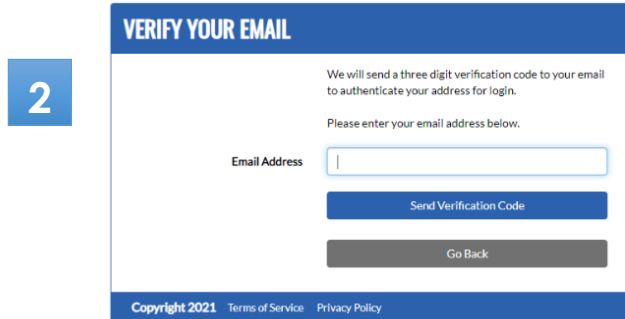 VERIFY YOUR EMAIL
2
We will send a three digit verification code to your email
to authenticate your address for login.
Please enter your email address below.
Email Address
Send Verification Code
Go Back
Copyright 2021 Terms of Service Privacy Policy